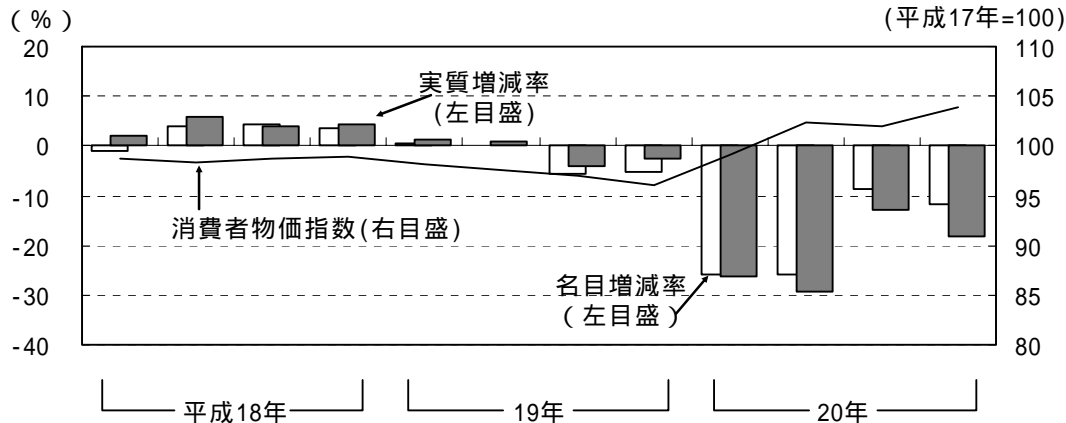 (%)
(平成17年=100)
20
10
0
-10
-20
-30
-40
110
105
100
95
90
85
80
実質増減率
(左目盛)
消費者物価指数(右目盛)
名目増減率
(左目盛)
平成18年
19年
20年